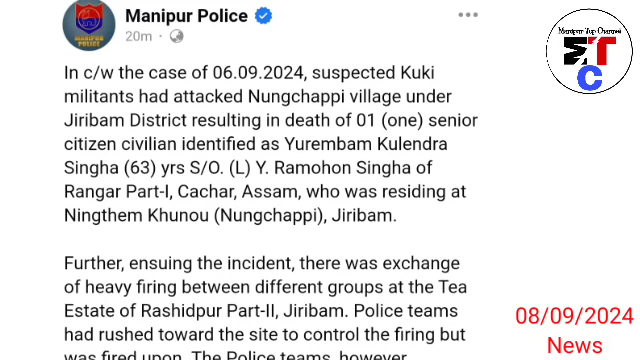 Manipur Police
20m
In c/w the case of 06.09.2024, suspected Kuki
militants had attacked Nungchappi village under
Jiribam District resulting in death of 01 (one) senior
citizen civilian identified as Yurembam Kulendra
Singha (63) yrs S/O. (L) Y. Ramohon Singha of
Rangar Part-I, Cachar, Assam, who was residing at
Ningthem Khunou (Nungchappi), Jiribam.
Further, ensuing the incident, there was exchange
of heavy firing between different groups at the Tea
Estate of Rashidpur Part-II, Jiribam. Police teams
had rushed toward the site to control the firing but
was fired upon. The Police teams, however
MANIPUR
POLICE
Manipur Top Channel
C
08/09/2024
News